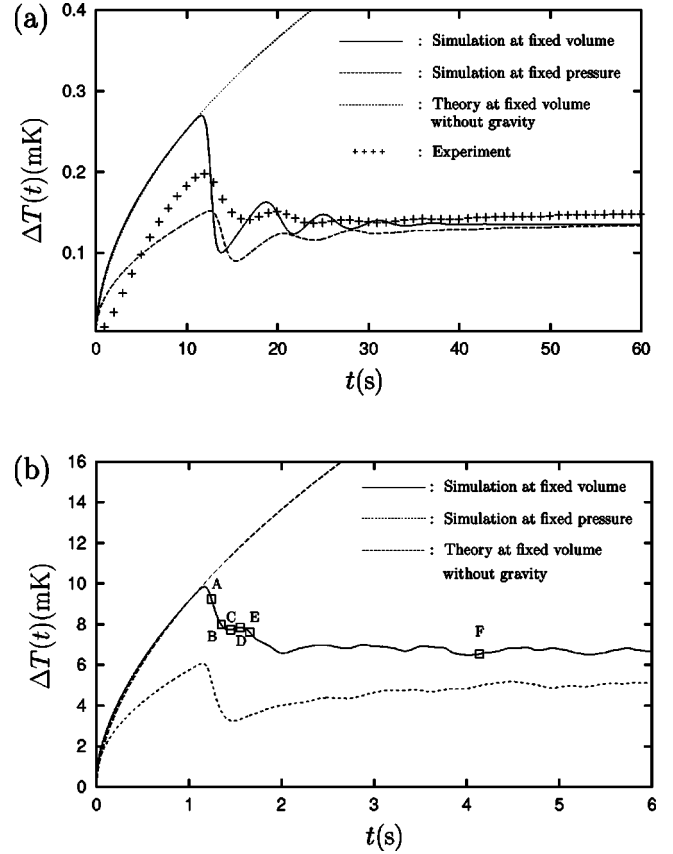 (a)
0.4
0.3
0.2
0.1
ΔT(t)(mK)
: Simulation at fixed volume
: Simulation at fixed pressure
: Theory at fixed volume
without gravity
++++ : Experiment
0 10 20 30 40 50 60
t(s)
(b)
16
14
12
10
8
6
4
2
0
ΔT(t)(mK)
: Simulation at fixed volume
: Simulation at fixed pressure
: Theory at fixed volume
without gravity
A
B
C
D
E
F
0 1 2 3 4 5 6
t(s)